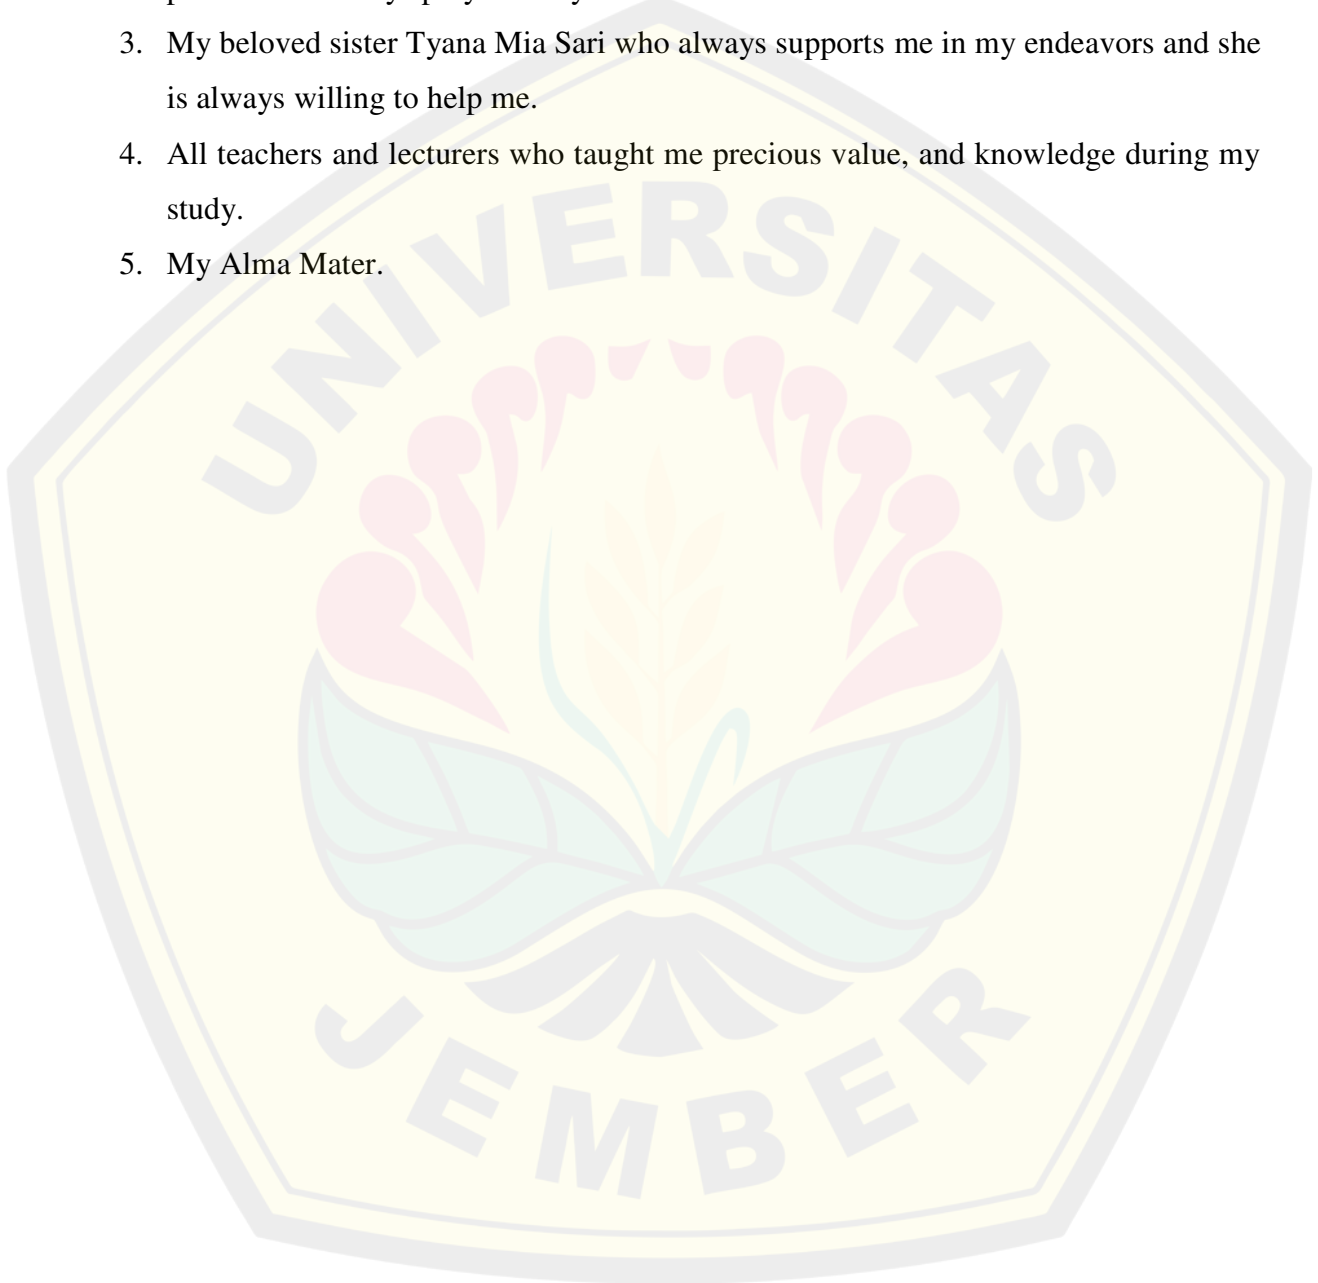 3. My beloved sister Tyana Mia Sari who always supports me in my endeavors and she
is always willing to help me.
4. All teachers and lecturers who taught me precious value, and knowledge during my
study.
5. My Alma Mater.
UNIVERSITAS
JEMBER